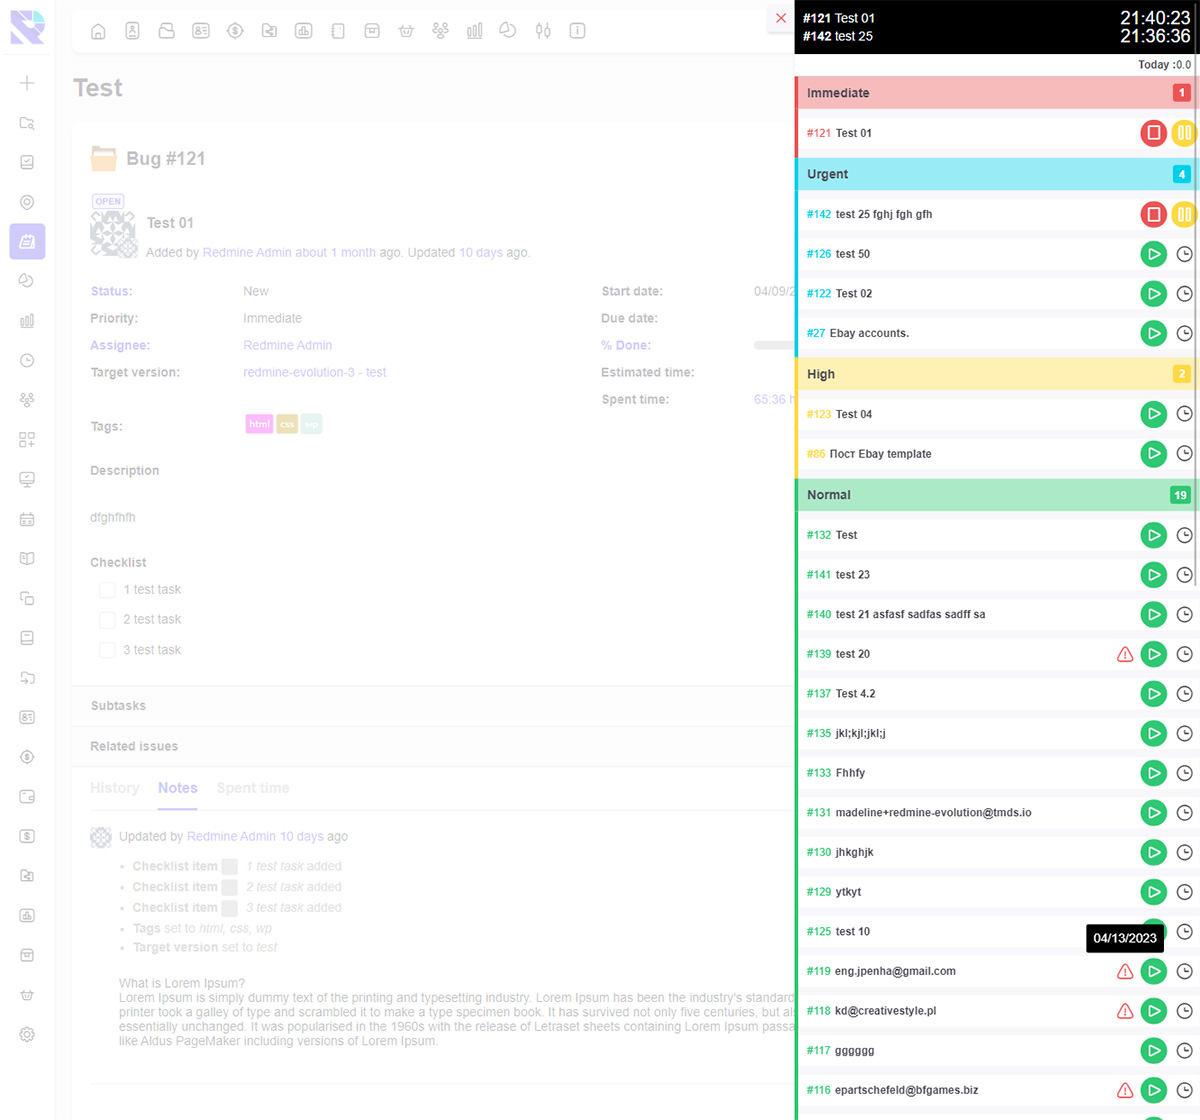 Test
Bug #121
OPEN
Test 01
Added by Redmine Admin about 1 month ago. Updated 10 days ago.
Status: New
Start date: 04/09/2
Priority: Immediate
Due date:
Assignee: Redmine Admin
% Done:
Target version: redmine-evolution-3 - test
Estimated time:
Spent time: 65:36 h
Tags: html css wp
Description
dfghfhfh
Checklist
1 test task
2 test task
3 test task
Subtasks
Related issues
History Notes Spent time
Updated by Redmine Admin 10 days ago
• Checklist item 1 test task added
• Checklist item 2 test task added
• Checklist item 3 test task added
• Tags set to html, css, wp
• Target version set to test
What is Lorem Ipsum?
Lorem Ipsum is simply dummy text of the printing and typesetting industry. Lorem Ipsum has been the industry's standard
printer took a galley of type and scrambled it to make a type specimen book. It has survived not only five centuries, but al
essentially unchanged. It was popularised in the 1960s with the release of Letraset sheets containing Lorem Ipsum passa
like Aldus PageMaker including versions of Lorem Ipsum.
#121 Test 01 21:40:23
#142 test 25 21:36:36
Today :0.0
Immediate 1
#121 Test 01
Urgent 4
#142 test 25 fghj fgh gfh
#126 test 50
#122 Test 02
#27 Ebay accounts.
High 2
#123 Test 04
#86 Пост Ebay template
Normal 19
#132 Test
#141 test 23
#140 test 21 asfasf sadfas sadff sa
#139 test 20
#137 Test 4.2
#135 jkl;kjl;jkl;j
#133 Fhhfy
#131 madeline+redmine-evolution@tmds.io
#130 jhkghjk
#129 ytkyt
#125 test 10
04/13/2023
#119 eng.jpenha@gmail.com
#118 kd@creativestyle.pl
#117 gggggg
#116 epartschefeld@bfgames.biz